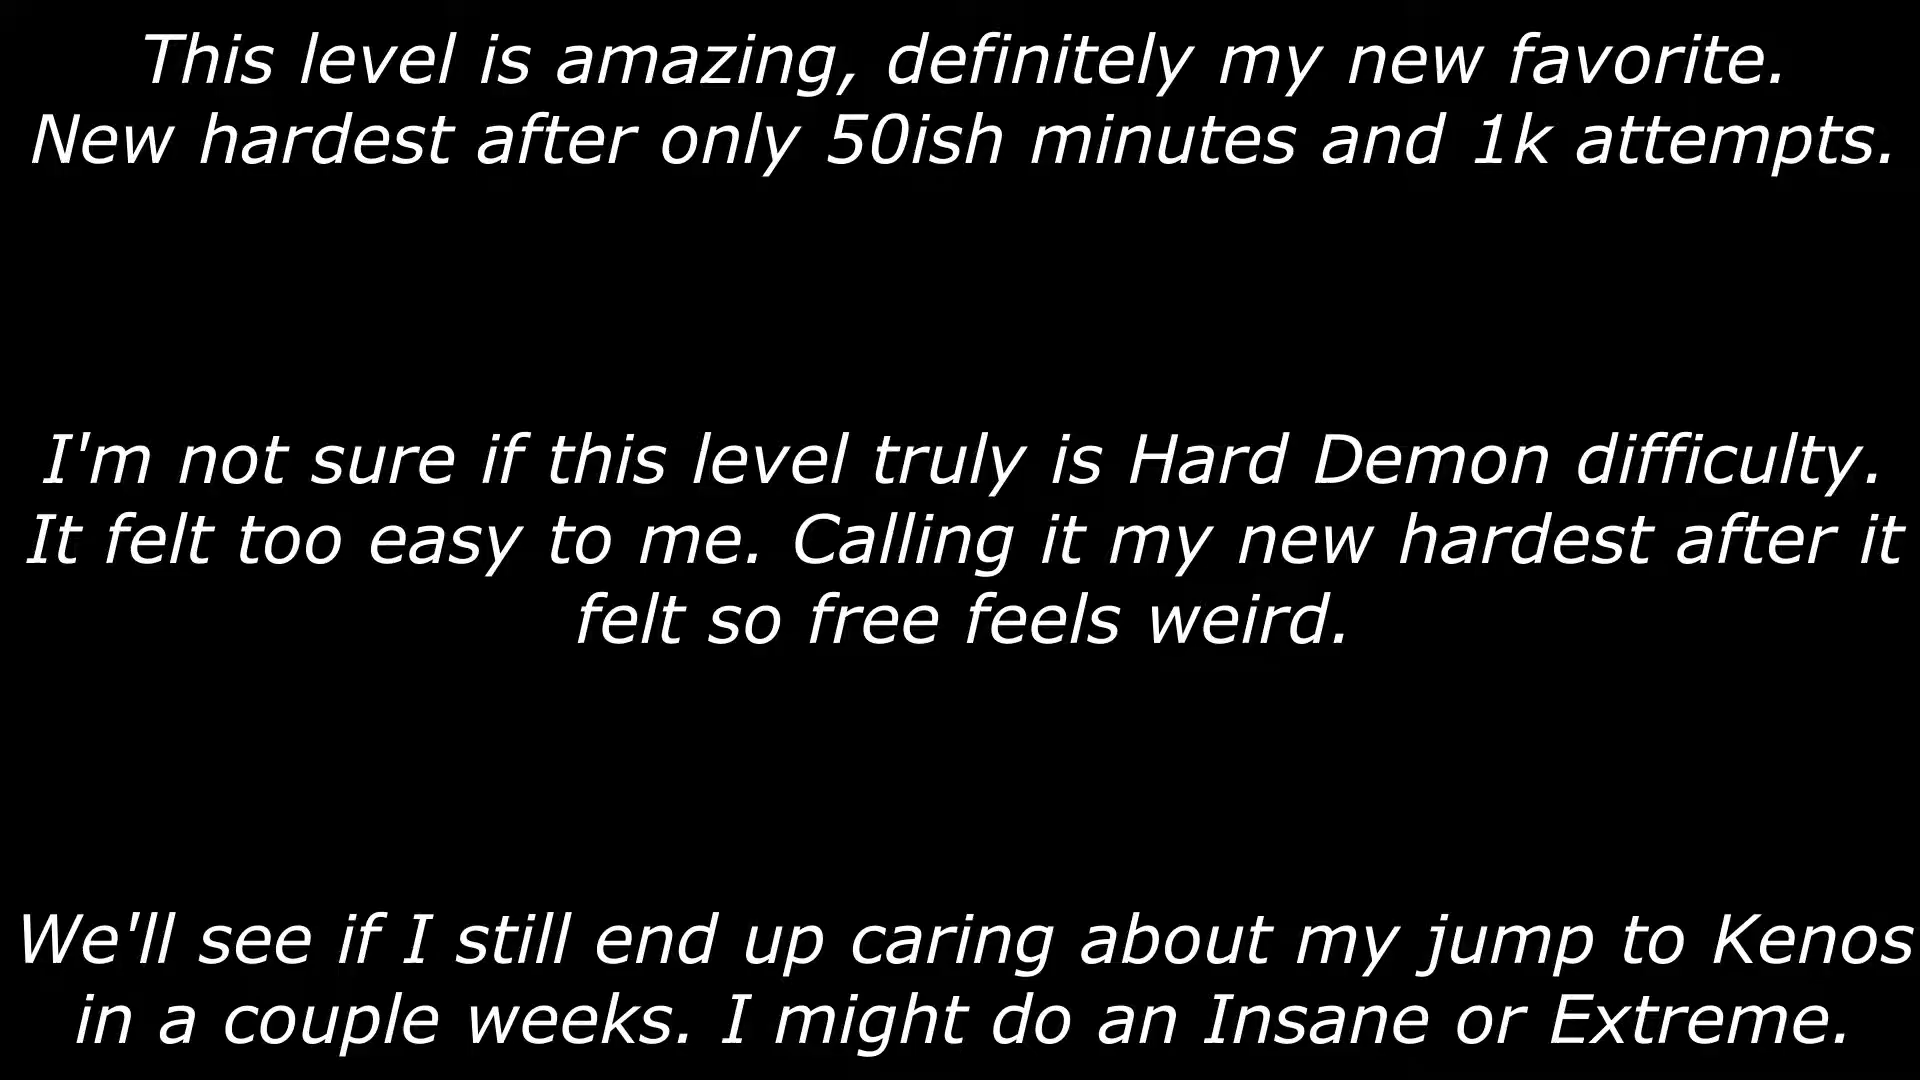 This level is amazing, definitely my new favorite.
New hardest after only 50ish minutes and 1k attempts.
I'm not sure if this level truly is Hard Demon difficulty.
It felt too easy to me. Calling it my new hardest after it
felt so free feels weird.
We'll see if I still end up caring about my jump to Kenos
in a couple weeks. I might do an Insane or Extreme.